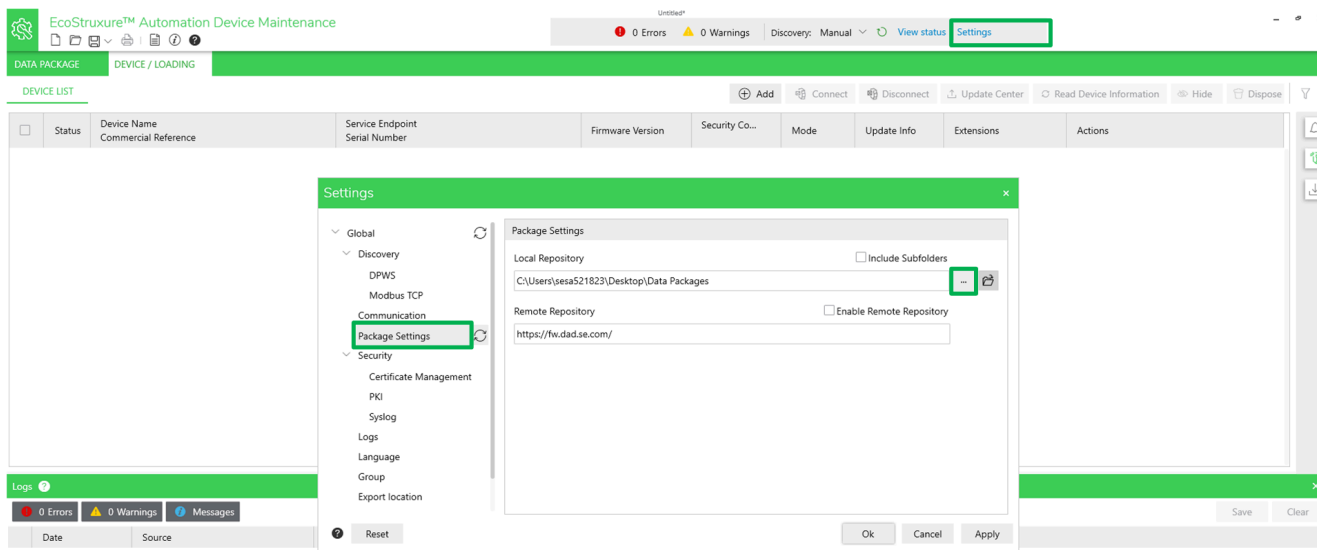 Untitled*
EcoStruxure™ Automation Device Maintenance
0 Errors 0 Warnings Discovery: Manual View status Settings
DATA PACKAGE DEVICE / LOADING
DEVICE LIST
Add Connect Disconnect Update Center Read Device Information Hide Dispose
Status Device Name Commercial Reference Service Endpoint Serial Number Firmware Version Security Co... Mode Update Info Extensions Actions
Settings
Global
Discovery
DPWS
Modbus TCP
Communication
Package Settings
Security
Certificate Management
PKI
Syslog
Logs
Language
Group
Export location
Package Settings
Local Repository Include Subfolders
C:\Users\sesa521823\Desktop\Data Packages ...
Remote Repository Enable Remote Repository
https://fw.dad.se.com/
Reset Ok Cancel Apply
Logs
0 Errors 0 Warnings Messages Save Clear
Date Source